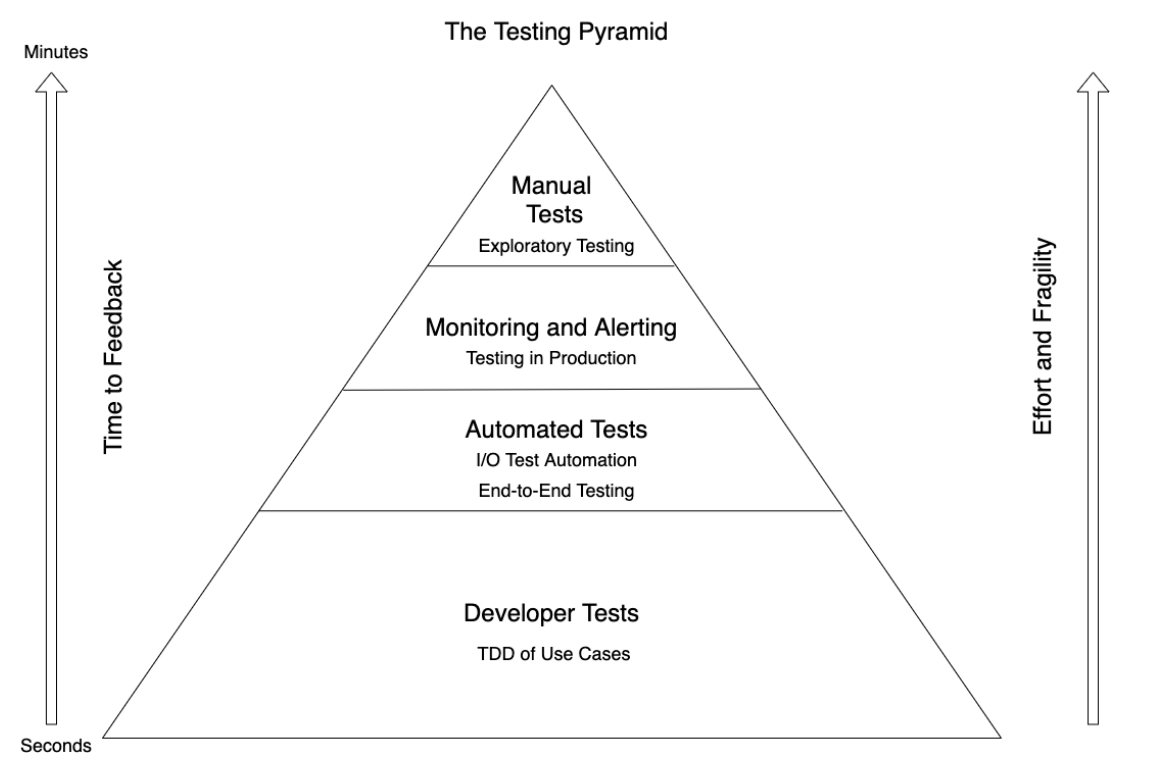 The Testing Pyramid
Minutes
Manual
Tests
Exploratory Testing
Monitoring and Alerting
Testing in Production
Time to Feedback
Effort and Fragility
Automated Tests
I/O Test Automation
End-to-End Testing
Developer Tests
TDD of Use Cases
Seconds